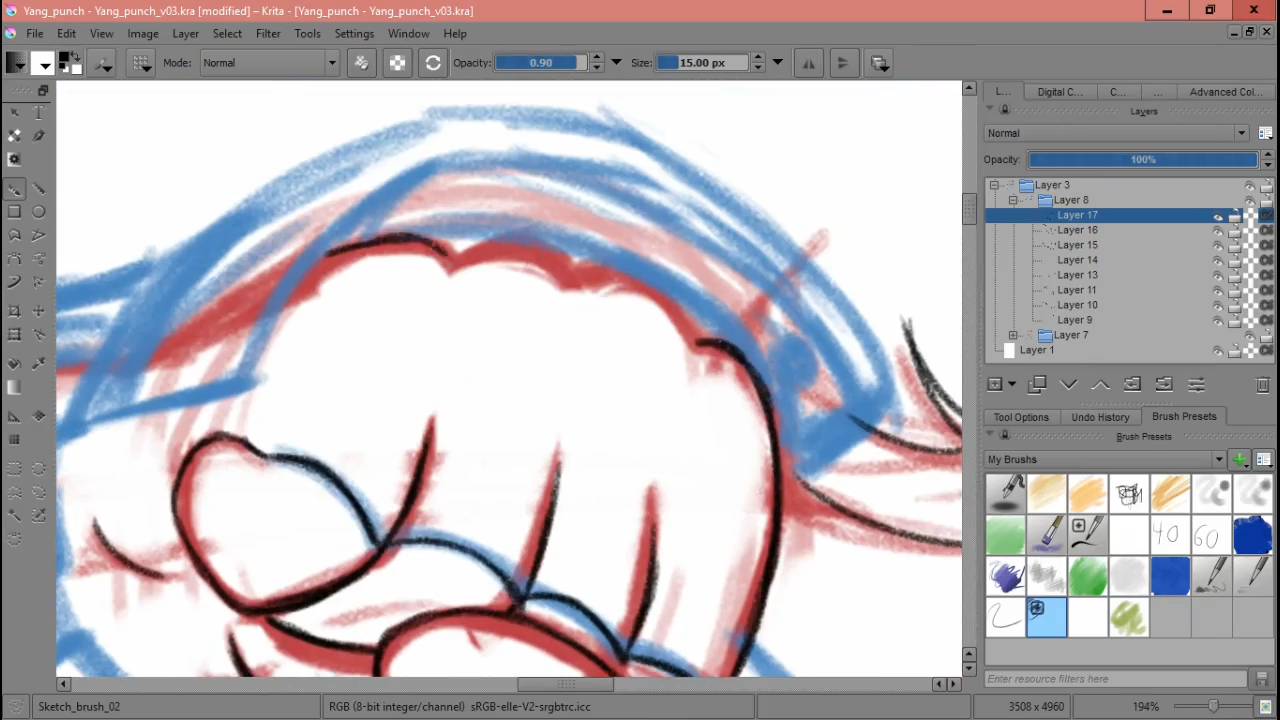 Yang_punch - Yang_punch_v03.kra [modified] – Krita - [Yang_punch - Yang_punch_v03.kra]
File Edit View Image Layer Select Filter Tools Settings Window Help
Mode: Normal Opacity: 0.90 Size: 15.00 px
L... Digital C... C... ... Advanced Col...
Layers
Normal
Opacity: 100%
Layer 3
Layer 8
Layer 17
Layer 16
Layer 15
Layer 14
Layer 13
Layer 11
Layer 10
Layer 9
Layer 7
Layer 1
Tool Options Undo History Brush Presets
Brush Presets
My Brushs
40 60
Enter resource filters here
Sketch_brush_02 RGB (8-bit integer/channel) sRGB-elle-V2-srgbtrc.icc 3508 x 4960 194%